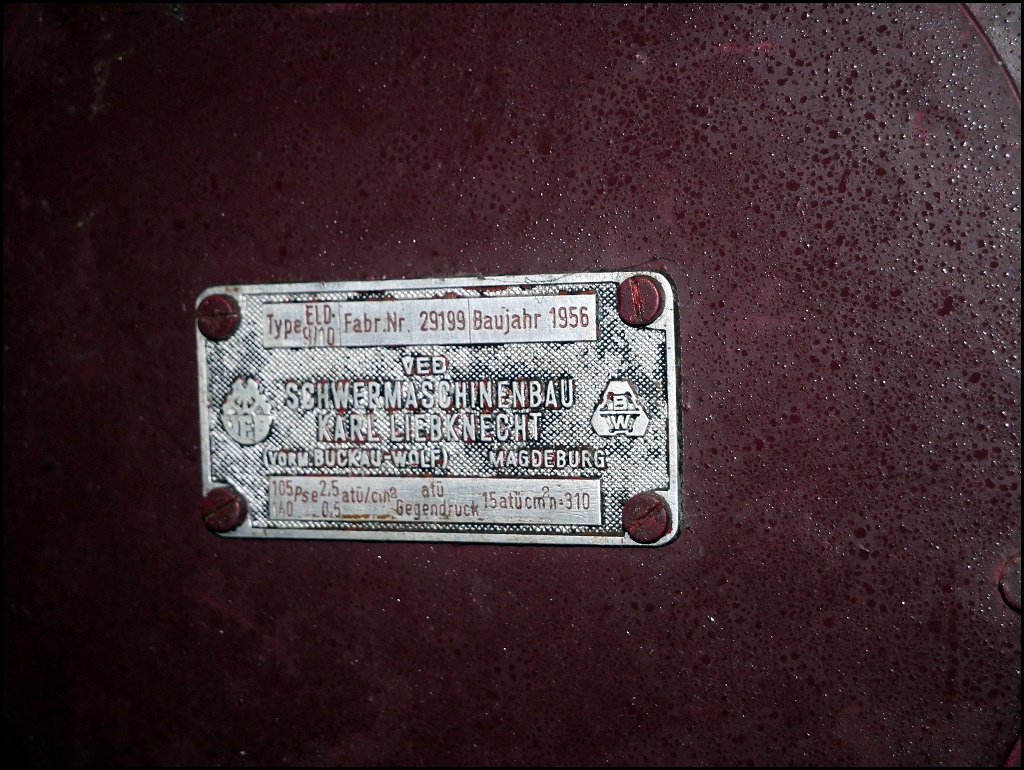 Type ELD- 9/10 Fabr.Nr. 29199 Baujahr 1956
VEB
SCHWERMASCHINENBAU
KARL LIEBKNECHT
(VORM. BUCKAU-WOLF) MAGDEBURG
B
W
105 Pse 2,5 atü/cm² atü 15 atü cm² n=310
140 0,5 Gegendruck